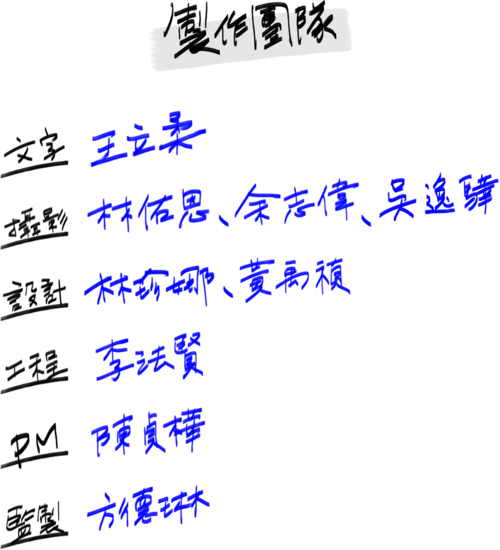 製作團隊
文字 王立柔
攝影 林佑恩、余志偉、吳逸驊
設計 林珍娜、黃禹禛
工程 李法賢
PM 陳貞樺
監製 方德琳